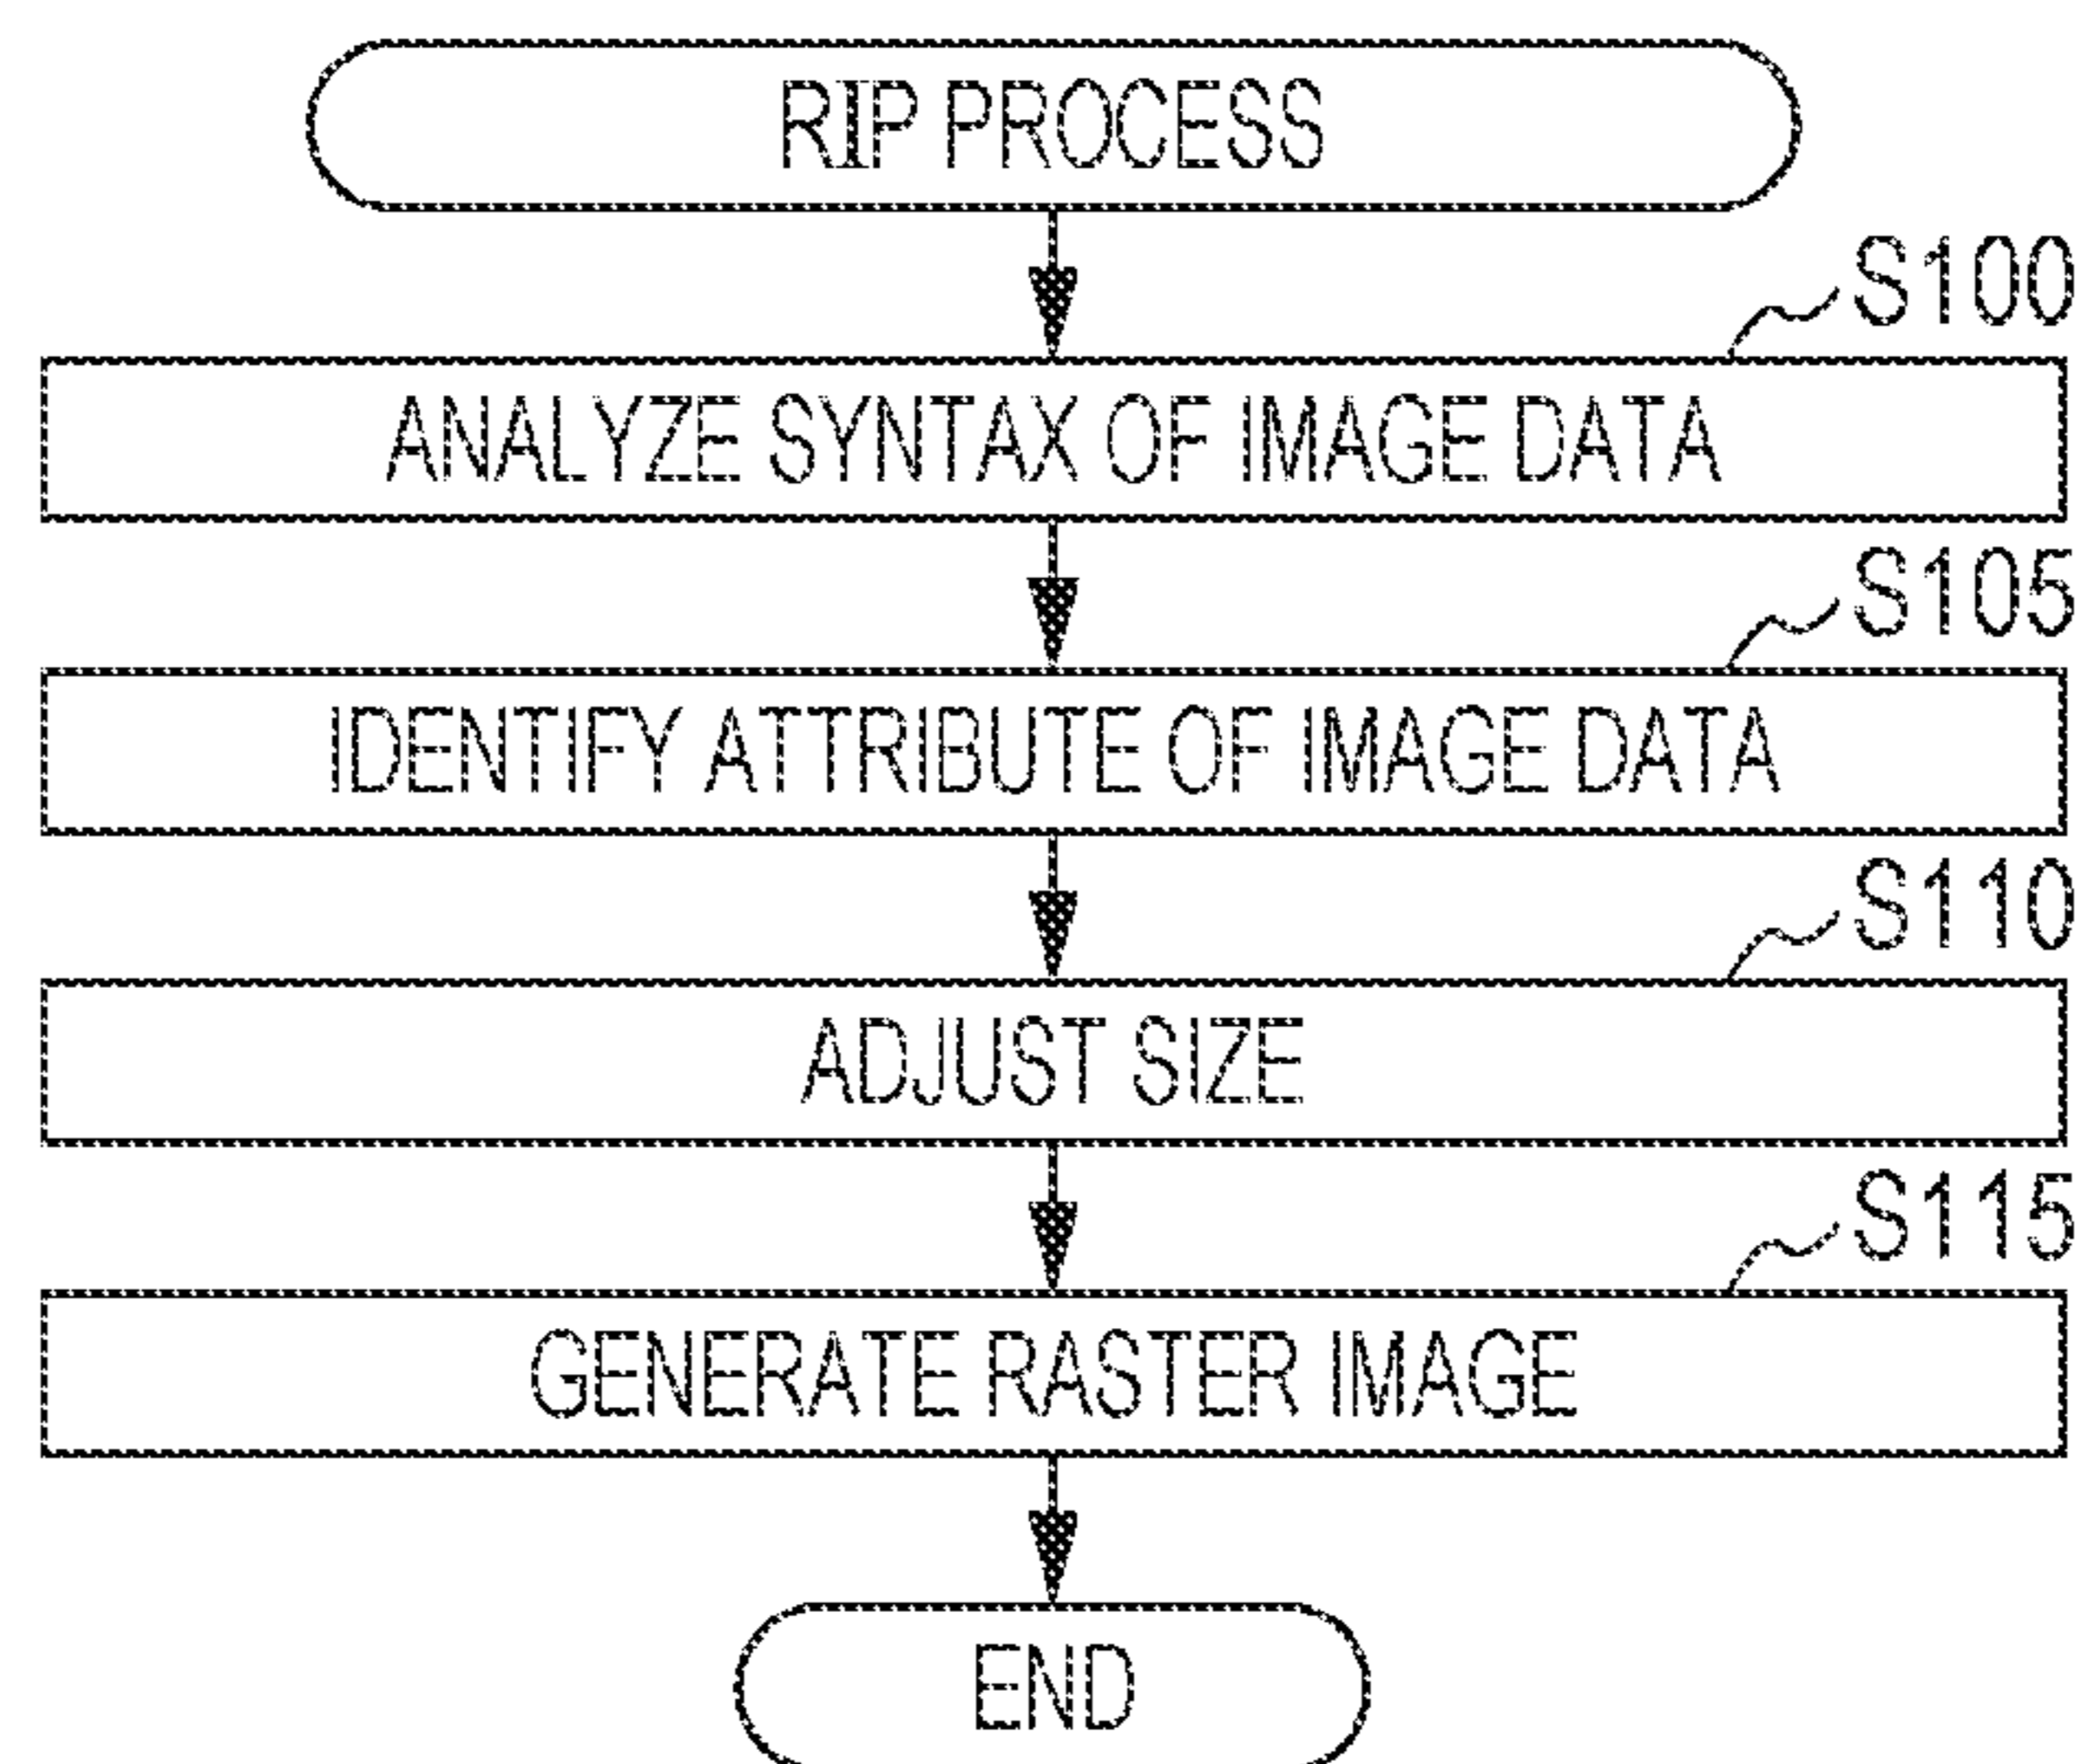 RIP PROCESS
S100
ANALYZE SYNTAX OF IMAGE DATA
S105
IDENTIFY ATTRIBUTE OF IMAGE DATA
S110
ADJUST SIZE
S115
GENERATE RASTER IMAGE
END